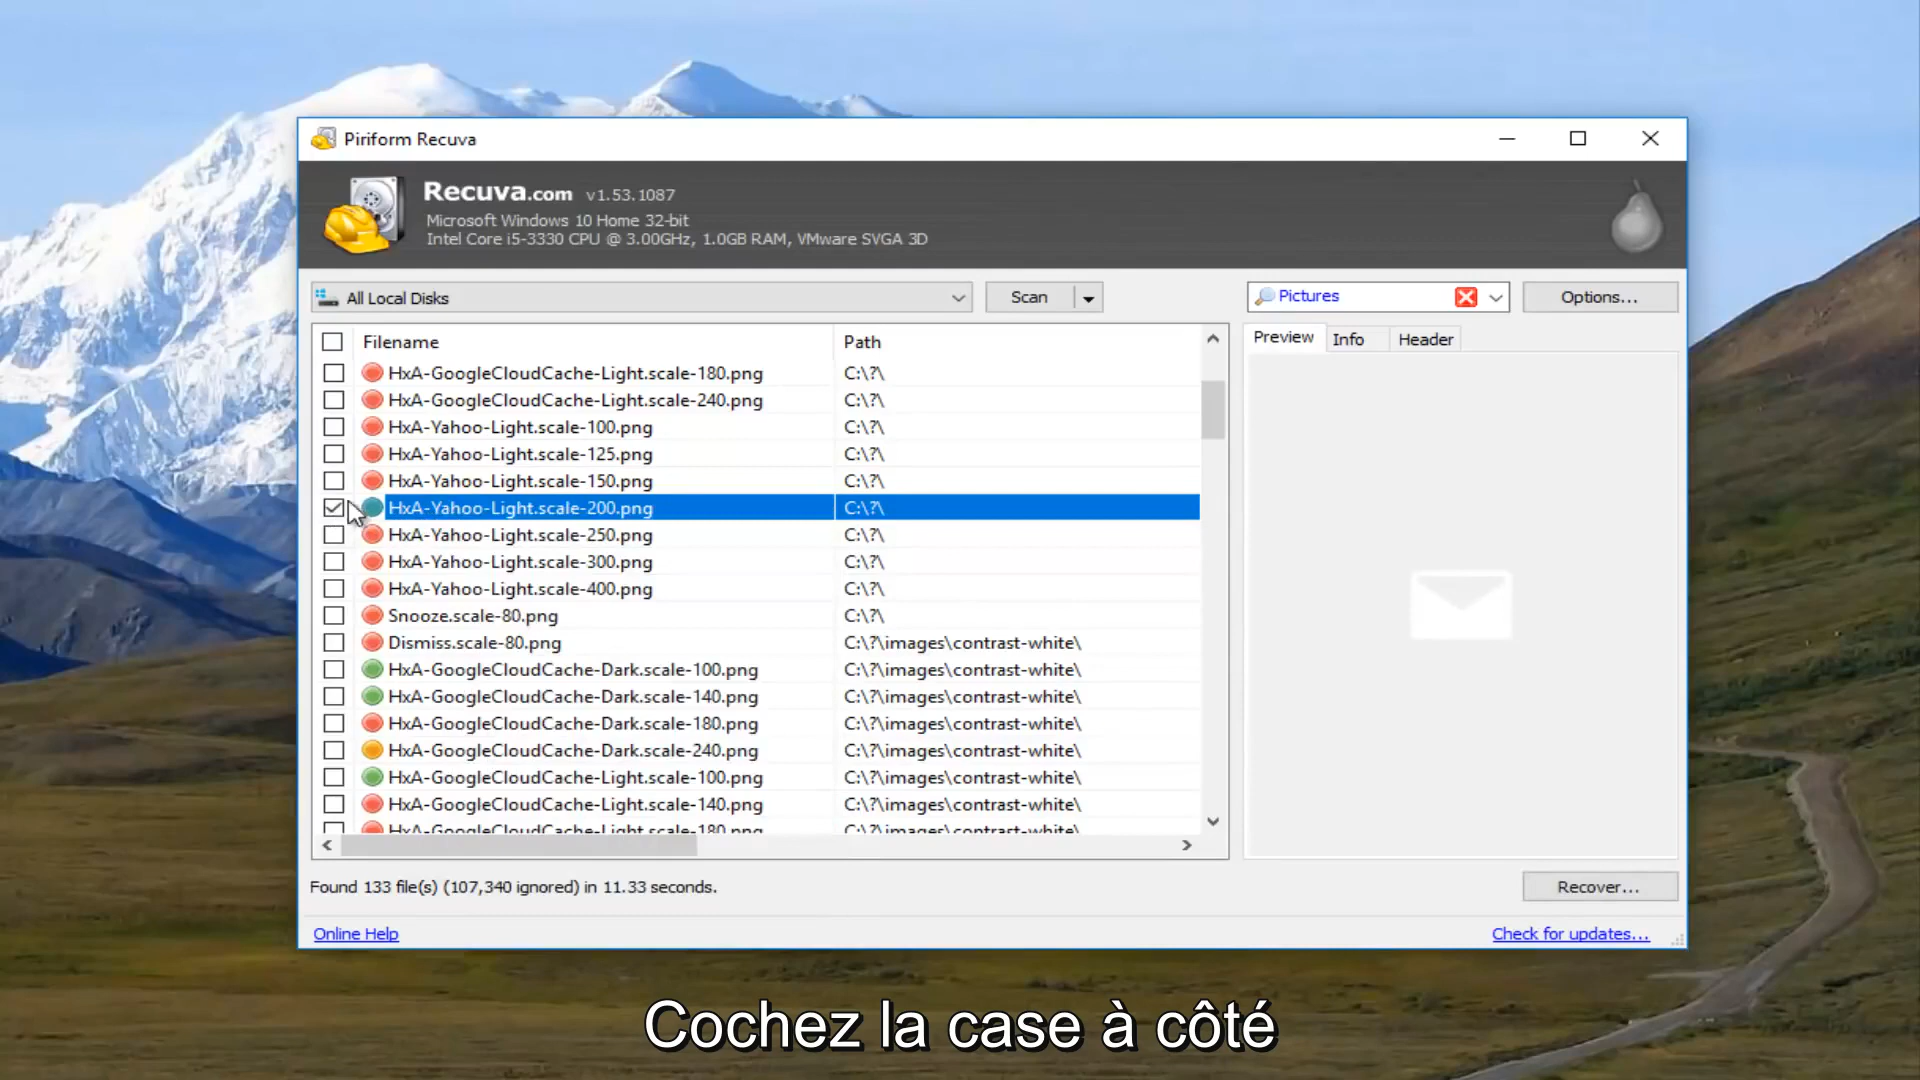 Piriform Recuva
Recuva.com v1.53.1087
Microsoft Windows 10 Home 32-bit
Intel Core i5-3330 CPU @ 3.00GHz, 1.0GB RAM, VMware SVGA 3D
All Local Disks Scan Pictures Options...
Filename Path Preview Info Header
HxA-GoogleCloudCache-Light.scale-180.png C:\?\
HxA-GoogleCloudCache-Light.scale-240.png C:\?\
HxA-Yahoo-Light.scale-100.png C:\?\
HxA-Yahoo-Light.scale-125.png C:\?\
HxA-Yahoo-Light.scale-150.png C:\?\
HxA-Yahoo-Light.scale-200.png C:\?\
HxA-Yahoo-Light.scale-250.png C:\?\
HxA-Yahoo-Light.scale-300.png C:\?\
HxA-Yahoo-Light.scale-400.png C:\?\
Snooze.scale-80.png C:\?\
Dismiss.scale-80.png C:\?\images\contrast-white\
HxA-GoogleCloudCache-Dark.scale-100.png C:\?\images\contrast-white\
HxA-GoogleCloudCache-Dark.scale-140.png C:\?\images\contrast-white\
HxA-GoogleCloudCache-Dark.scale-180.png C:\?\images\contrast-white\
HxA-GoogleCloudCache-Dark.scale-240.png C:\?\images\contrast-white\
HxA-GoogleCloudCache-Light.scale-100.png C:\?\images\contrast-white\
HxA-GoogleCloudCache-Light.scale-140.png C:\?\images\contrast-white\
HxA-GoogleCloudCache-Light.scale-180.png C:\?\images\contrast-white\
Found 133 file(s) (107,340 ignored) in 11.33 seconds. Recover...
Online Help Check for updates...
Cochez la case à côté